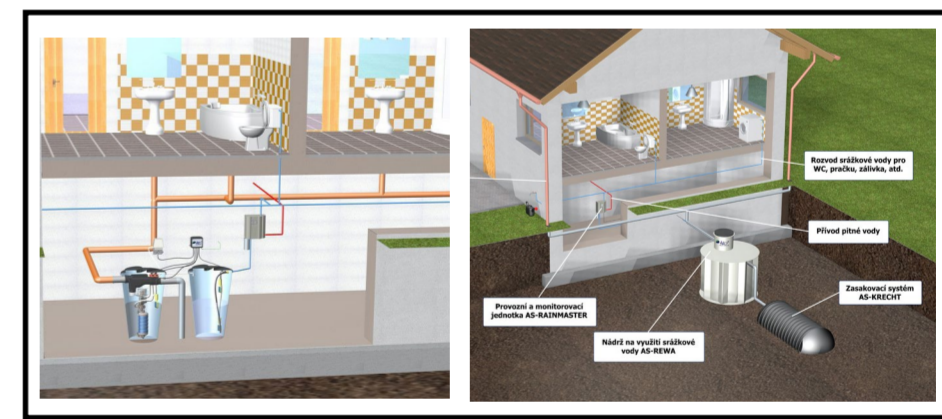 Rozvod srážkové vody pro
WC, pračku, zálivka, atd.
Přívod pitné vody
Zasakovací systém
AS-KRECHT
Provozní a monitorovací
jednotka AS-RAINMASTER
Nádrž na využití srážkové
vody AS-REWA